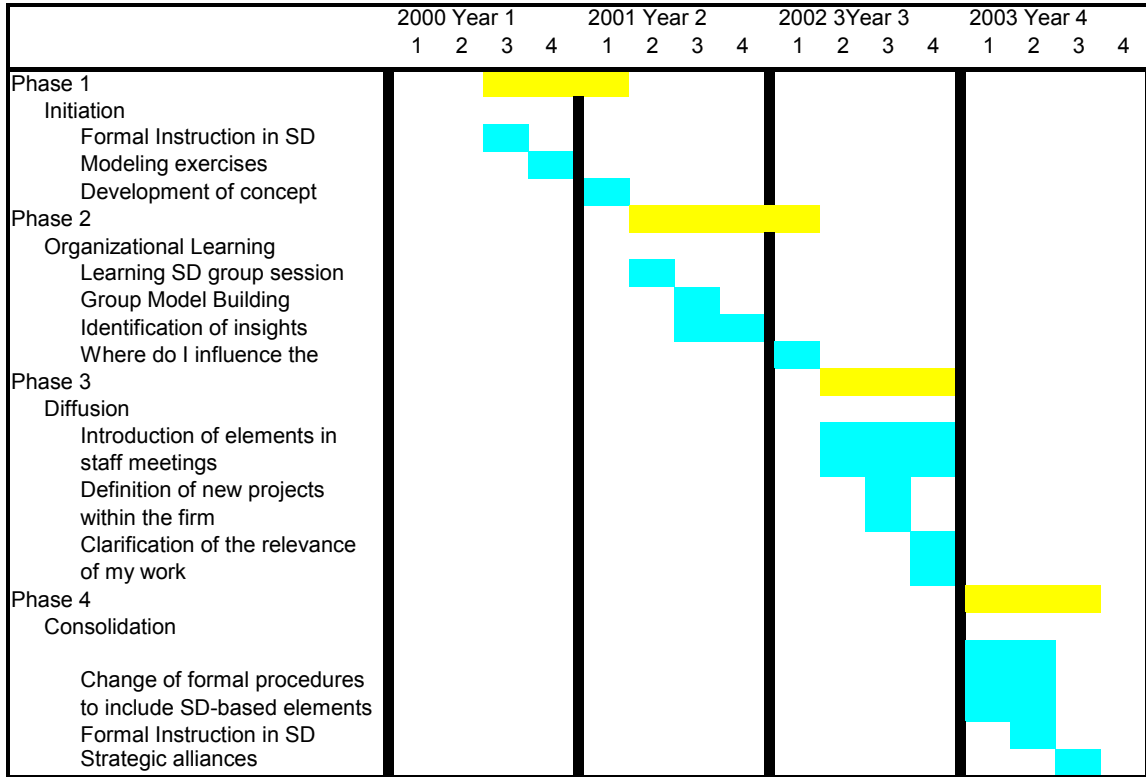 2000 Year 1 2001 Year 2 2002 3Year 3 2003 Year 4
1 2 3 4 1 2 3 4 1 2 3 4 1 2 3 4
Phase 1
Initiation
Formal Instruction in SD
Modeling exercises
Development of concept
Phase 2
Organizational Learning
Learning SD group session
Group Model Building
Identification of insights
Where do I influence the
Phase 3
Diffusion
Introduction of elements in
staff meetings
Definition of new projects
within the firm
Clarification of the relevance
of my work
Phase 4
Consolidation
Change of formal procedures
to include SD-based elements
Formal Instruction in SD
Strategic alliances